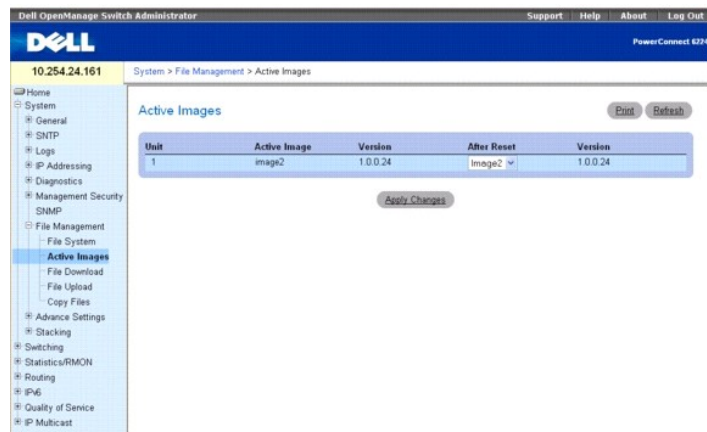 Dell OpenManage Switch Administrator
Support Help About Log Out
DELL
PowerConnect 6224
10.254.24.161
System > File Management > Active Images
Home
System
General
SNTP
Logs
IP Addressing
Diagnostics
Management Security
SNMP
File Management
File System
Active Images
File Download
File Upload
Copy Files
Advance Settings
Stacking
Switching
Statistics/RMON
Routing
IPv6
Quality of Service
IP Multicast
Active Images
Print Refresh
Unit Active Image Version After Reset Version
1 image2 1.0.0.24 Image2 1.0.0.24
Apply Changes